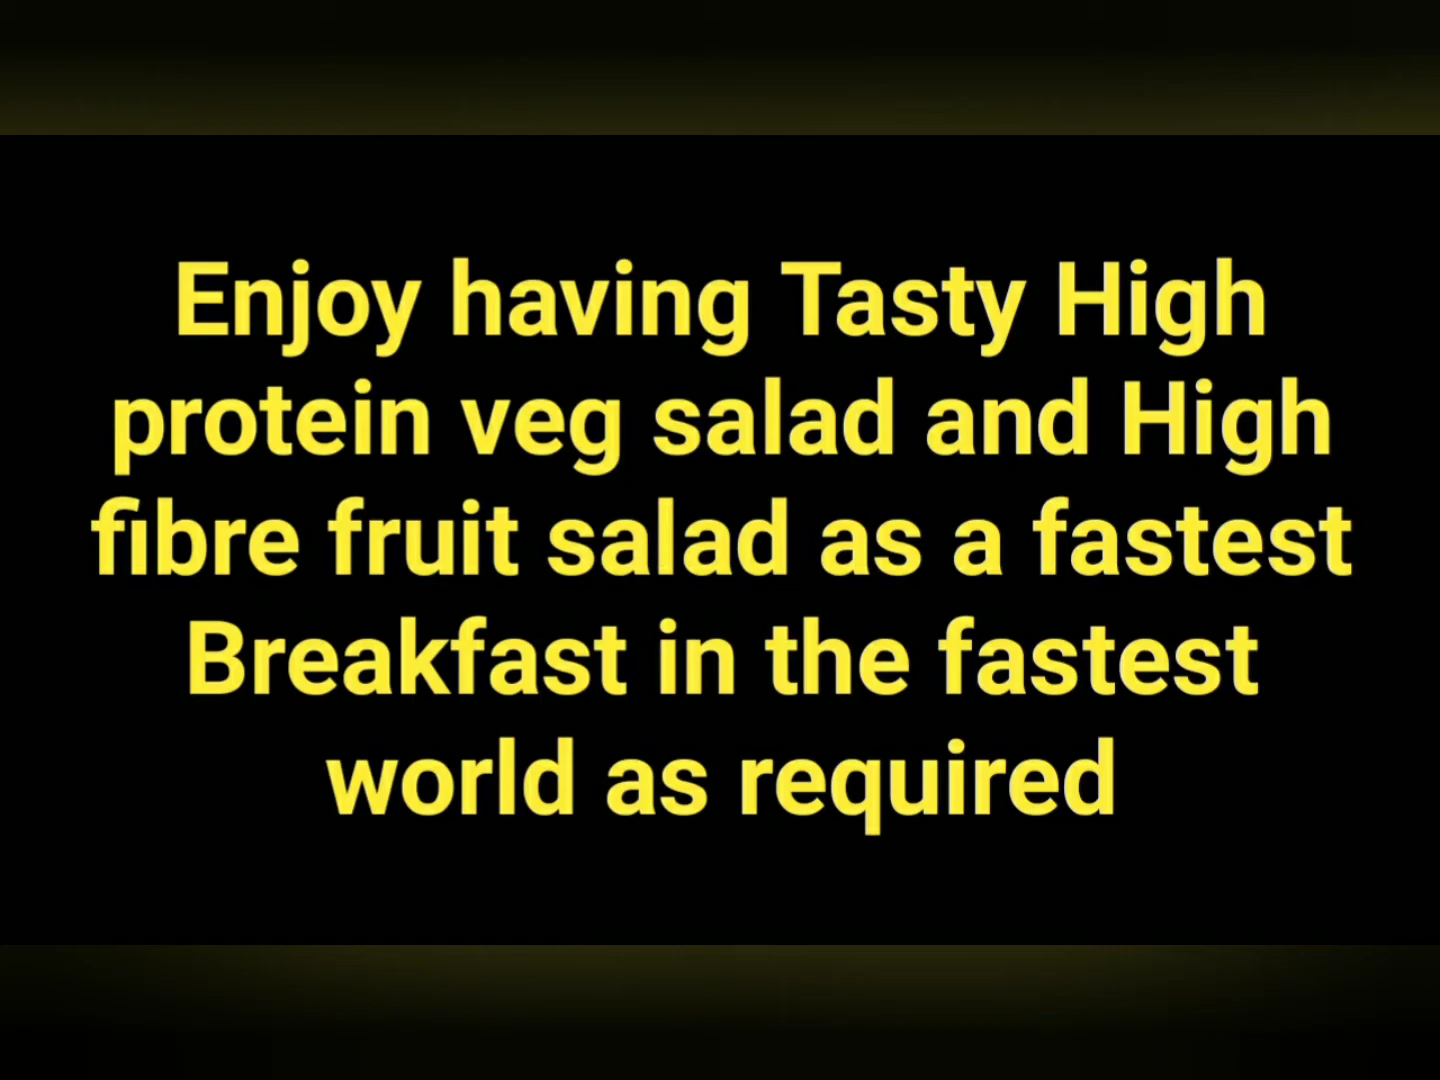 Enjoy having Tasty High
protein veg salad and High
fibre fruit salad as a fastest
Breakfast in the fastest
world as required